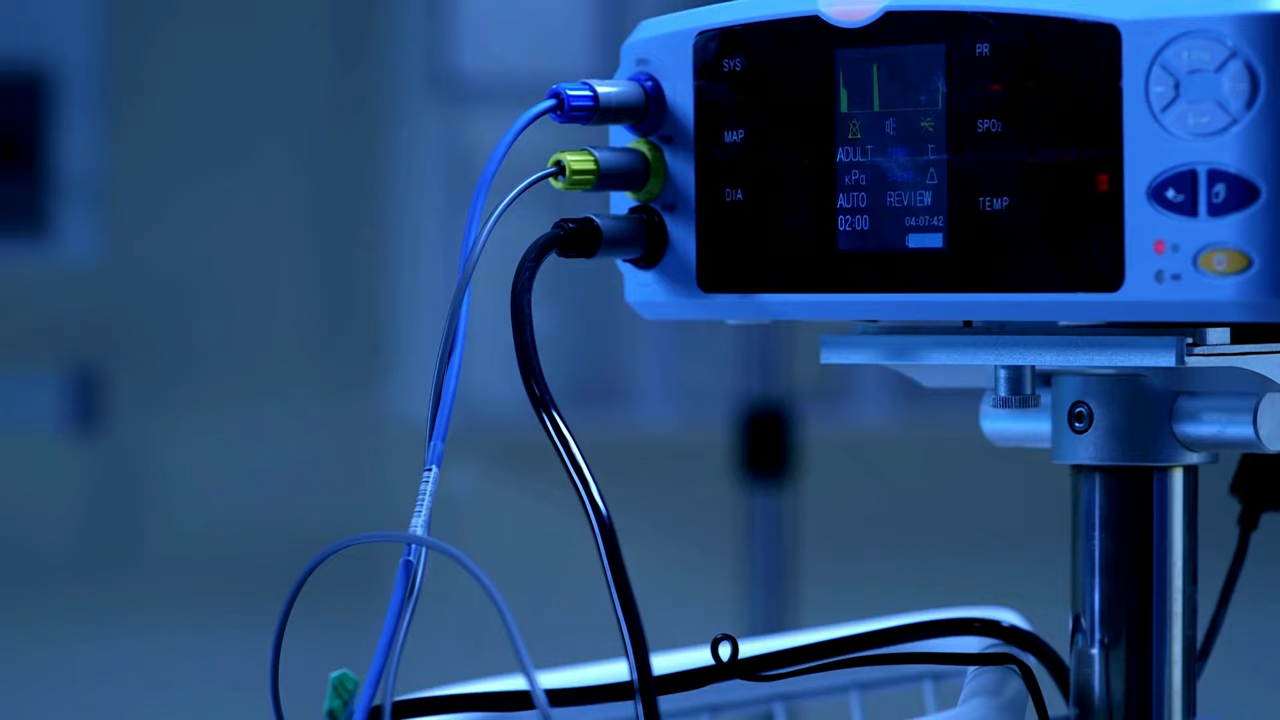 SYS
MAP
DIA
ADULT
℃
kPa
AUTO REVIEW
02:00 04:07:42
PR
SPO₂
TEMP